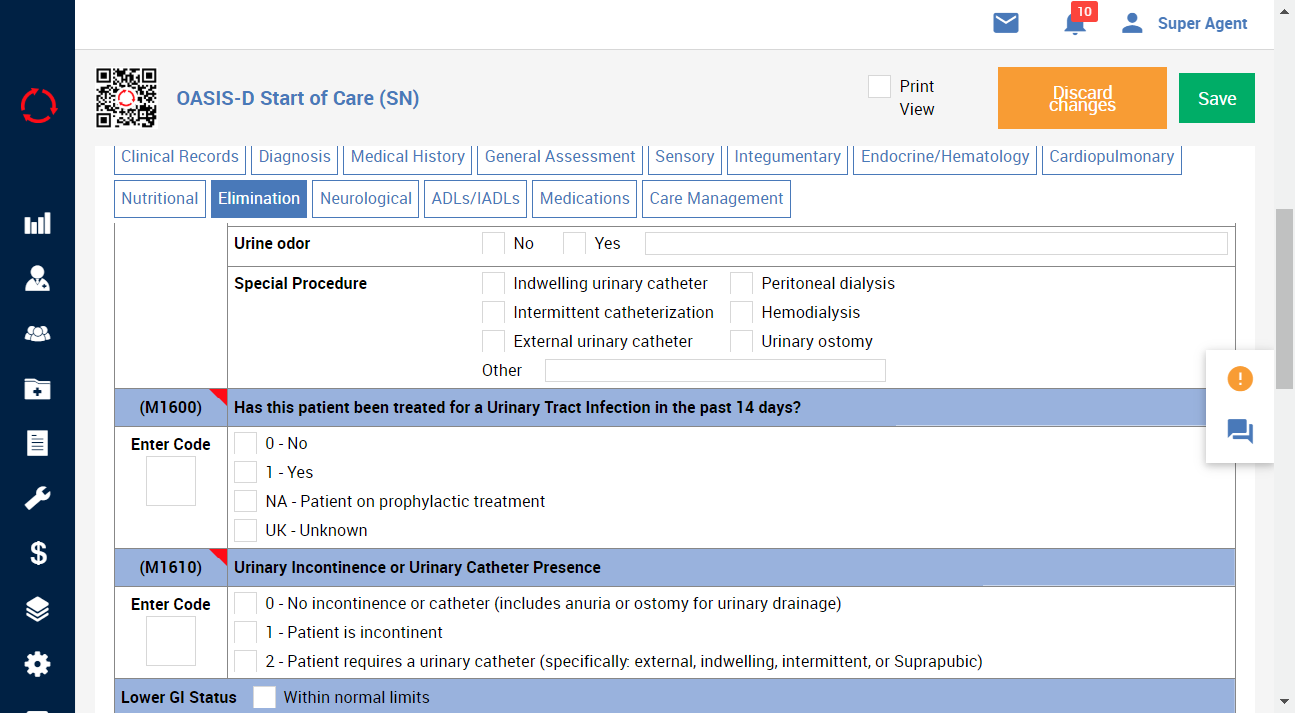 10
Super Agent
OASIS-D Start of Care (SN)
Print
View
Discard
changes
Save
Clinical Records Diagnosis Medical History General Assessment Sensory Integumentary Endocrine/Hematology Cardiopulmonary
Nutritional Elimination Neurological ADLs/IADLs Medications Care Management
Urine odor No Yes
Special Procedure Indwelling urinary catheter Peritoneal dialysis
Intermittent catheterization Hemodialysis
External urinary catheter Urinary ostomy
Other
(M1600) Has this patient been treated for a Urinary Tract Infection in the past 14 days?
Enter Code 0 - No
1 - Yes
NA - Patient on prophylactic treatment
UK - Unknown
(M1610) Urinary Incontinence or Urinary Catheter Presence
Enter Code 0 - No incontinence or catheter (includes anuria or ostomy for urinary drainage)
1 - Patient is incontinent
2 - Patient requires a urinary catheter (specifically: external, indwelling, intermittent, or Suprapubic)
Lower GI Status Within normal limits